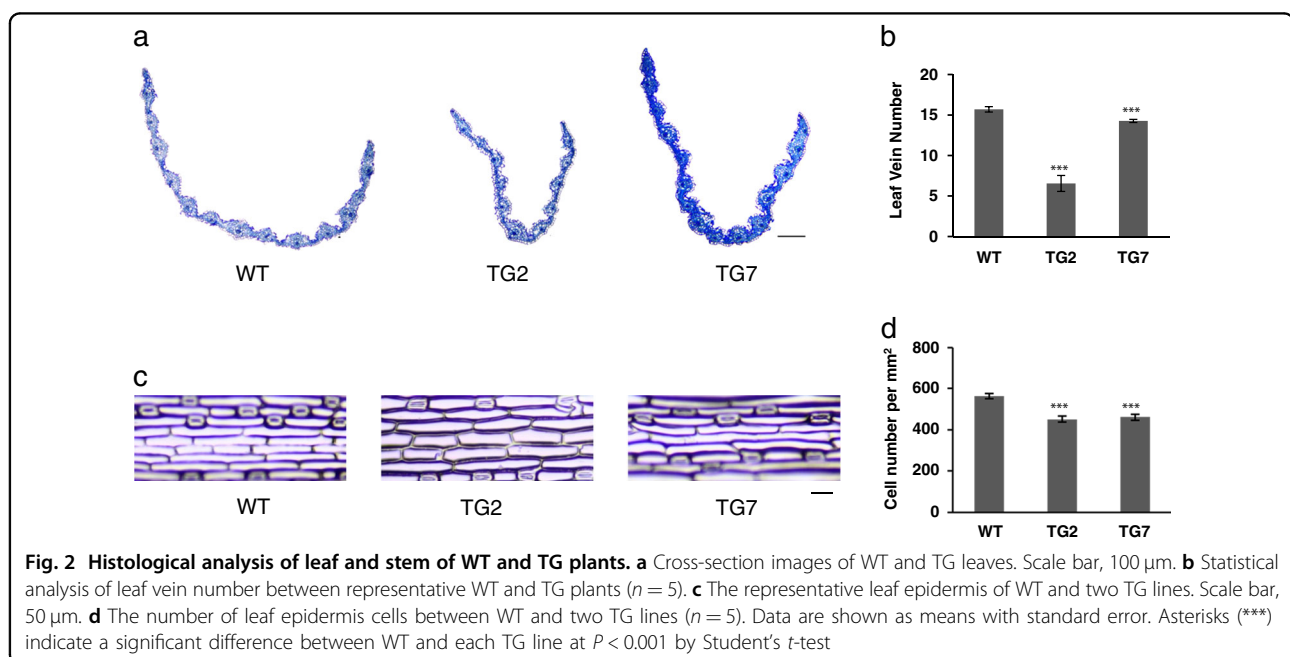 a
WT
TG2
TG7
b
20
15
10
5
0
Leaf Vein Number
***
***
WT
TG2
TG7
c
WT
TG2
TG7
d
800
600
400
200
0
Cell number per mm²
***
***
WT
TG2
TG7
Fig. 2 Histological analysis of leaf and stem of WT and TG plants. a Cross-section images of WT and TG leaves. Scale bar, 100 µm. b Statistical
analysis of leaf vein number between representative WT and TG plants (n = 5). c The representative leaf epidermis of WT and two TG lines. Scale bar,
50 µm. d The number of leaf epidermis cells between WT and two TG lines (n = 5). Data are shown as means with standard error. Asterisks (***)
indicate a significant difference between WT and each TG line at P < 0.001 by Student's t-test